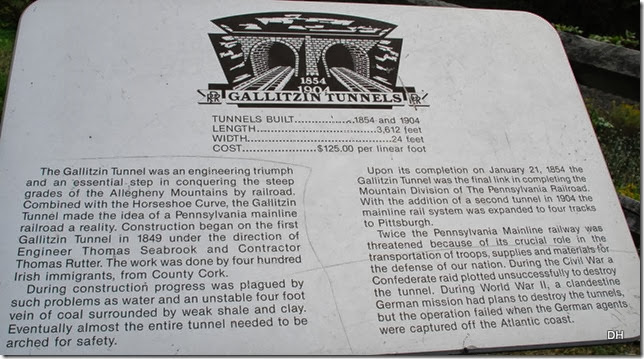 1854
1904
GALLITZIN TUNNELS
TUNNELS BUILT................1854 and 1904
LENGTH..............................3,612 feet
WIDTH....................................24 feet
COST...................$125.00 per linear foot
The Gallitzin Tunnel was an engineering triumph
and an essential step in conquering the steep
grades of the Allegheny Mountains by railroad.
Combined with the Horseshoe Curve, the Gallitzin
Tunnel made the idea of a Pennsylvania mainline
railroad a reality. Construction began on the first
Gallitzin Tunnel in 1849 under the direction of
Engineer Thomas Seabrook and Contractor
Thomas Rutter. The work was done by four hundred
Irish immigrants, from County Cork.
During construction progress was plagued by
such problems as water and an unstable four foot
vein of coal surrounded by weak shale and clay.
Eventually almost the entire tunnel needed to be
arched for safety.
Upon its completion on January 21, 1854 the
Gallitzin Tunnel was the final link in completing the
Mountain Division of The Pennsylvania Railroad.
With the addition of a second tunnel in 1904 the
mainline rail system was expanded to four tracks
to Pittsburgh.
Twice the Pennsylvania Mainline railway was
threatened because of its crucial role in the
transportation of troops, supplies and materials for
the defense of our nation. During the Civil War a
Confederate raid plotted unsuccessfully to destroy
the tunnel. During World War II, a clandestine
German mission had plans to destroy the tunnels,
but the operation failed when the German agents
were captured off the Atlantic coast.
DH